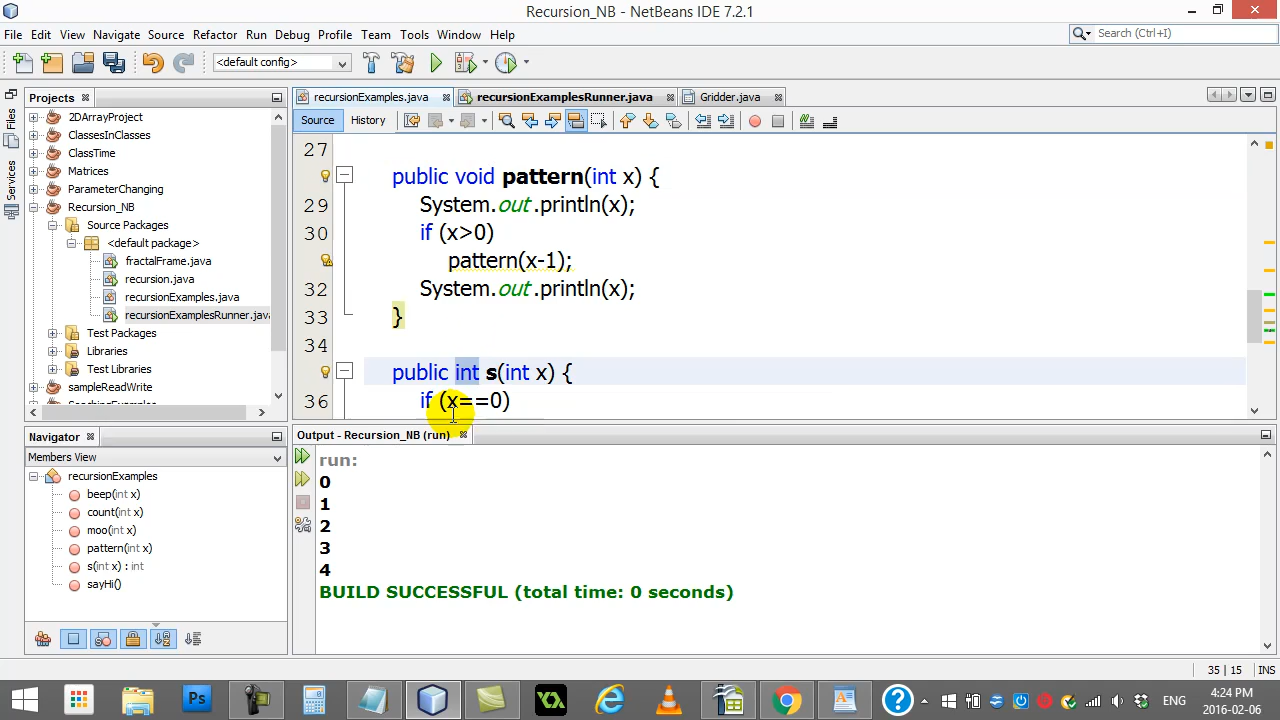 Recursion_NB - NetBeans IDE 7.2.1
File Edit View Navigate Source Refactor Run Debug Profile Team Tools Window Help
Search (Ctrl+I)
<default config>
Projects
recursionExamples.java recursionExamplesRunner.java Gridder.java
Source History
Files
Services
2DArrayProject
ClassesInClasses
ClassTime
Matrices
ParameterChanging
Recursion_NB
Source Packages
<default package>
fractalFrame.java
recursion.java
recursionExamples.java
recursionExamplesRunner.java
Test Packages
Libraries
Test Libraries
sampleReadWrite
27
public void pattern(int x) {
29 System.out.println(x);
30 if (x>0)
pattern(x-1);
32 System.out.println(x);
33 }
34
public int s(int x) {
36 if (x==0)
Navigator
Members View
recursionExamples
beep(int x)
count(int x)
moo(int x)
pattern(int x)
s(int x) : int
sayHi()
Output - Recursion_NB (run)
run:
0
1
2
3
4
BUILD SUCCESSFUL (total time: 0 seconds)
35 | 15 INS
Ps
ENG
4:24 PM
2016-02-06